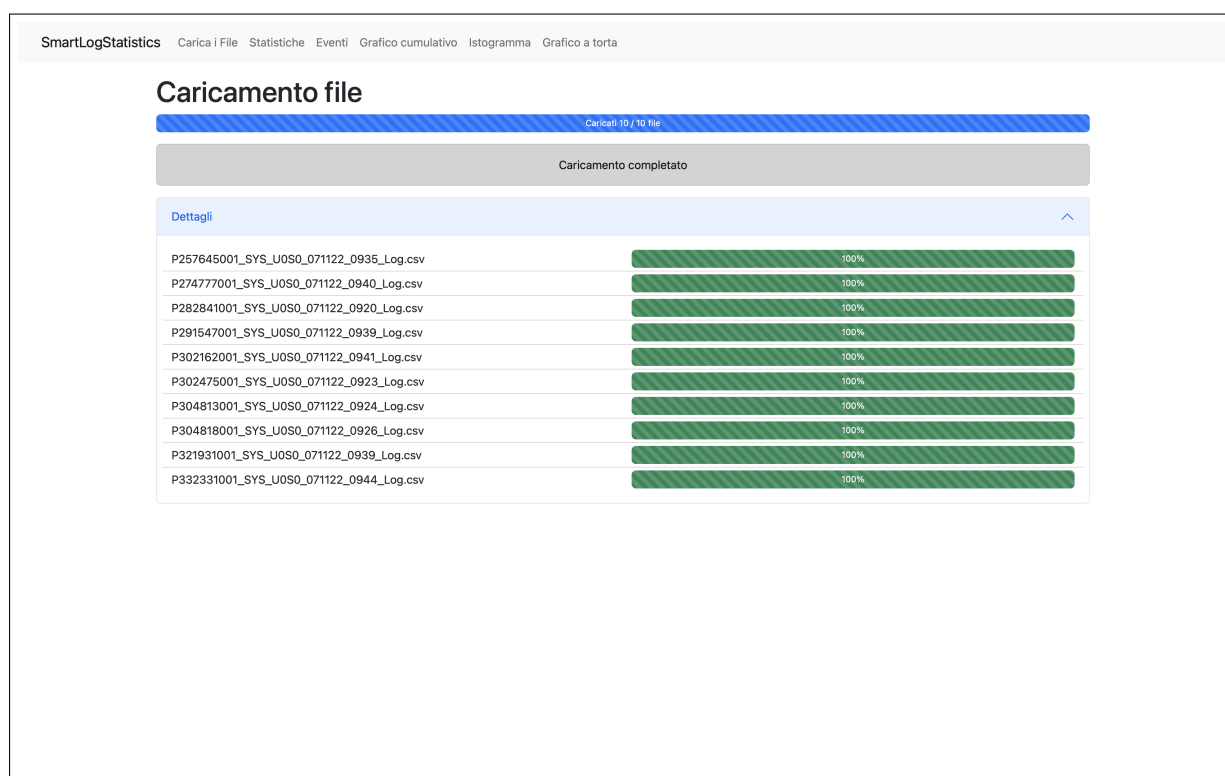 SmartLogStatistics Carica i File Statistiche Eventi Grafico cumulativo Istogramma Grafico a torta
Caricamento file
Caricati 10 / 10 file
Caricamento completato
Dettagli
P257645001_SYS_U0S0_071122_0935_Log.csv 100%
P274777001_SYS_U0S0_071122_0940_Log.csv 100%
P282841001_SYS_U0S0_071122_0920_Log.csv 100%
P291547001_SYS_U0S0_071122_0939_Log.csv 100%
P302162001_SYS_U0S0_071122_0941_Log.csv 100%
P302475001_SYS_U0S0_071122_0923_Log.csv 100%
P304813001_SYS_U0S0_071122_0924_Log.csv 100%
P304818001_SYS_U0S0_071122_0926_Log.csv 100%
P321931001_SYS_U0S0_071122_0939_Log.csv 100%
P332331001_SYS_U0S0_071122_0944_Log.csv 100%